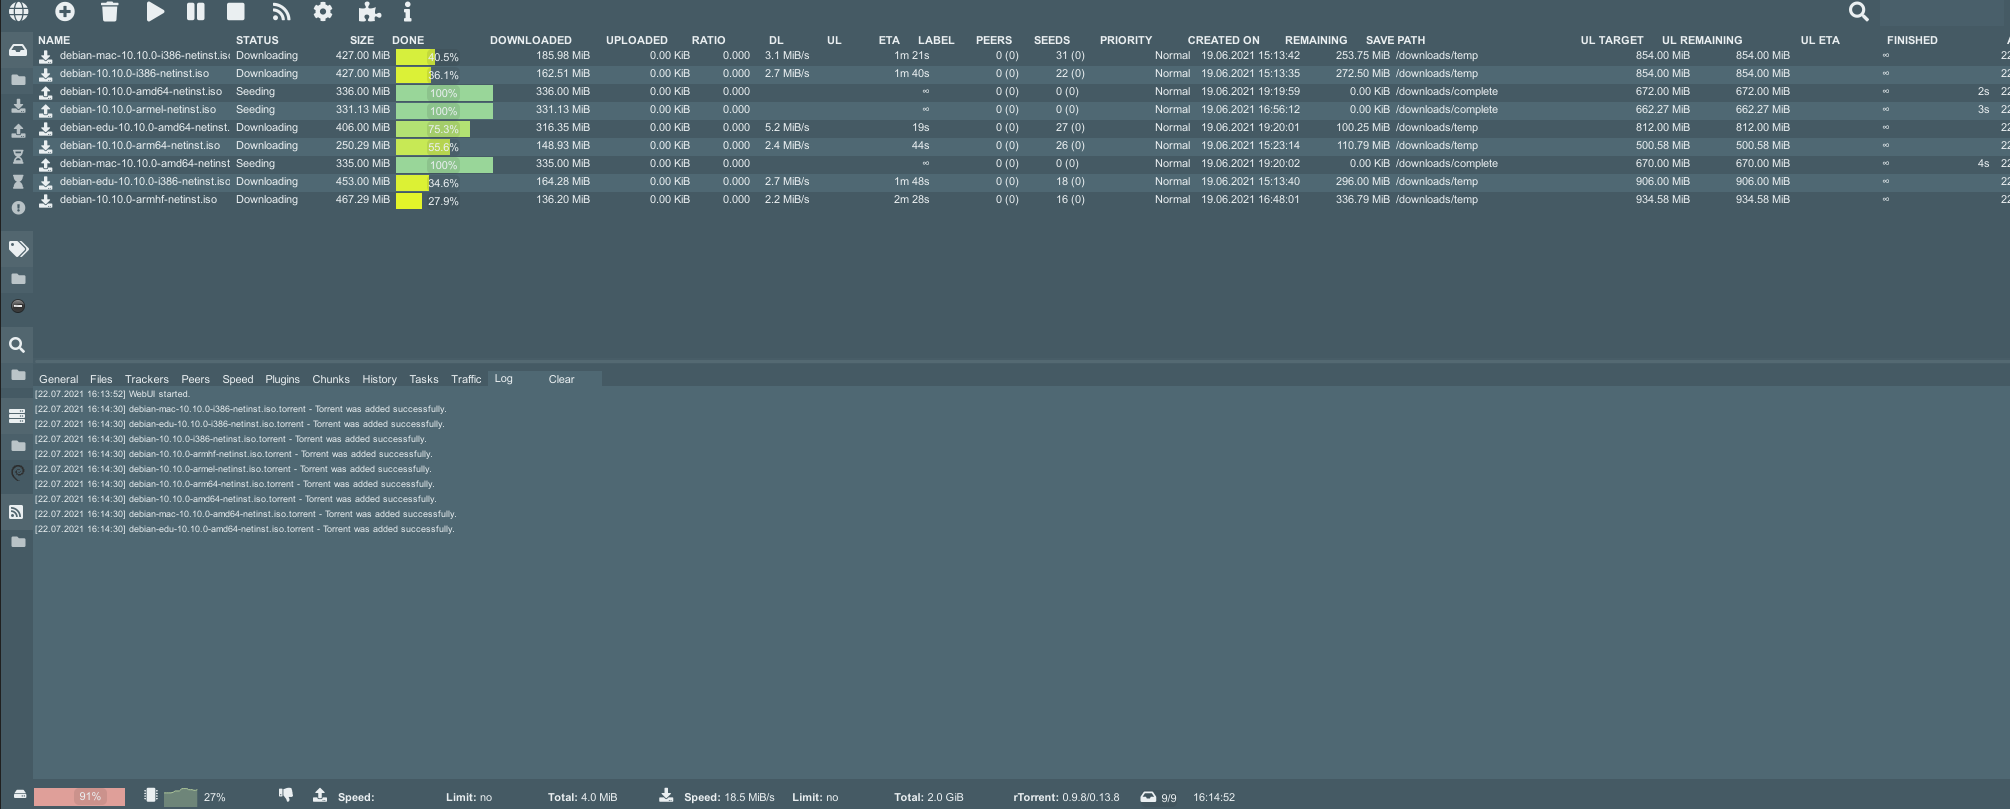 NAME STATUS SIZE DONE DOWNLOADED UPLOADED RATIO DL UL ETA LABEL PEERS SEEDS PRIORITY CREATED ON REMAINING SAVE PATH UL TARGET UL REMAINING UL ETA FINISHED
debian-mac-10.10.0-i386-netinst.iso Downloading 427.00 MiB 40.5% 185.98 MiB 0.00 KiB 0.000 3.1 MiB/s 1m 21s 0 (0) 31 (0) Normal 19.06.2021 15:13:42 253.75 MiB /downloads/temp 854.00 MiB 854.00 MiB ∞ 22
debian-10.10.0-i386-netinst.iso Downloading 427.00 MiB 36.1% 162.51 MiB 0.00 KiB 0.000 2.7 MiB/s 1m 40s 0 (0) 22 (0) Normal 19.06.2021 15:13:35 272.50 MiB /downloads/temp 854.00 MiB 854.00 MiB ∞ 22
debian-10.10.0-amd64-netinst.iso Seeding 336.00 MiB 100% 336.00 MiB 0.00 KiB 0.000 ∞ 0 (0) 0 (0) Normal 19.06.2021 19:19:59 0.00 KiB /downloads/complete 672.00 MiB 672.00 MiB 2s 22
debian-10.10.0-armel-netinst.iso Seeding 331.13 MiB 100% 331.13 MiB 0.00 KiB 0.000 ∞ 0 (0) 0 (0) Normal 19.06.2021 16:56:12 0.00 KiB /downloads/complete 662.27 MiB 662.27 MiB ∞ 3s 22
debian-edu-10.10.0-amd64-netinst. Downloading 406.00 MiB 75.3% 316.35 MiB 0.00 KiB 0.000 5.2 MiB/s 19s 0 (0) 27 (0) Normal 19.06.2021 19:20:01 100.25 MiB /downloads/temp 812.00 MiB 812.00 MiB ∞ 22
debian-10.10.0-arm64-netinst.iso Downloading 250.29 MiB 55.6% 148.93 MiB 0.00 KiB 0.000 2.4 MiB/s 44s 0 (0) 26 (0) Normal 19.06.2021 15:23:14 110.79 MiB /downloads/temp 500.58 MiB 500.58 MiB ∞ 22
debian-mac-10.10.0-amd64-netinst Seeding 335.00 MiB 100% 335.00 MiB 0.00 KiB 0.000 ∞ 0 (0) 0 (0) Normal 19.06.2021 19:20:02 0.00 KiB /downloads/complete 670.00 MiB 670.00 MiB ∞ 4s 22
debian-edu-10.10.0-i386-netinst.iso Downloading 453.00 MiB 34.6% 164.28 MiB 0.00 KiB 0.000 2.7 MiB/s 1m 48s 0 (0) 18 (0) Normal 19.06.2021 15:13:40 296.00 MiB /downloads/temp 906.00 MiB 906.00 MiB ∞ 22
debian-10.10.0-armhf-netinst.iso Downloading 467.29 MiB 27.9% 136.20 MiB 0.00 KiB 0.000 2.2 MiB/s 2m 28s 0 (0) 16 (0) Normal 19.06.2021 16:48:01 336.79 MiB /downloads/temp 934.58 MiB 934.58 MiB ∞ 22
General Files Trackers Peers Speed Plugins Chunks History Tasks Traffic Log Clear
[22.07.2021 16:13:52] WebUI started.
[22.07.2021 16:14:30] debian-mac-10.10.0-i386-netinst.iso.torrent - Torrent was added successfully.
[22.07.2021 16:14:30] debian-edu-10.10.0-i386-netinst.iso.torrent - Torrent was added successfully.
[22.07.2021 16:14:30] debian-10.10.0-i386-netinst.iso.torrent - Torrent was added successfully.
[22.07.2021 16:14:30] debian-10.10.0-armhf-netinst.iso.torrent - Torrent was added successfully.
[22.07.2021 16:14:30] debian-10.10.0-armel-netinst.iso.torrent - Torrent was added successfully.
[22.07.2021 16:14:30] debian-10.10.0-arm64-netinst.iso.torrent - Torrent was added successfully.
[22.07.2021 16:14:30] debian-10.10.0-amd64-netinst.iso.torrent - Torrent was added successfully.
[22.07.2021 16:14:30] debian-mac-10.10.0-amd64-netinst.iso.torrent - Torrent was added successfully.
[22.07.2021 16:14:30] debian-edu-10.10.0-amd64-netinst.iso.torrent - Torrent was added successfully.
91% 27% Speed: Limit: no Total: 4.0 MiB Speed: 18.5 MiB/s Limit: no Total: 2.0 GiB rTorrent: 0.9.8/0.13.8 9/9 16:14:52